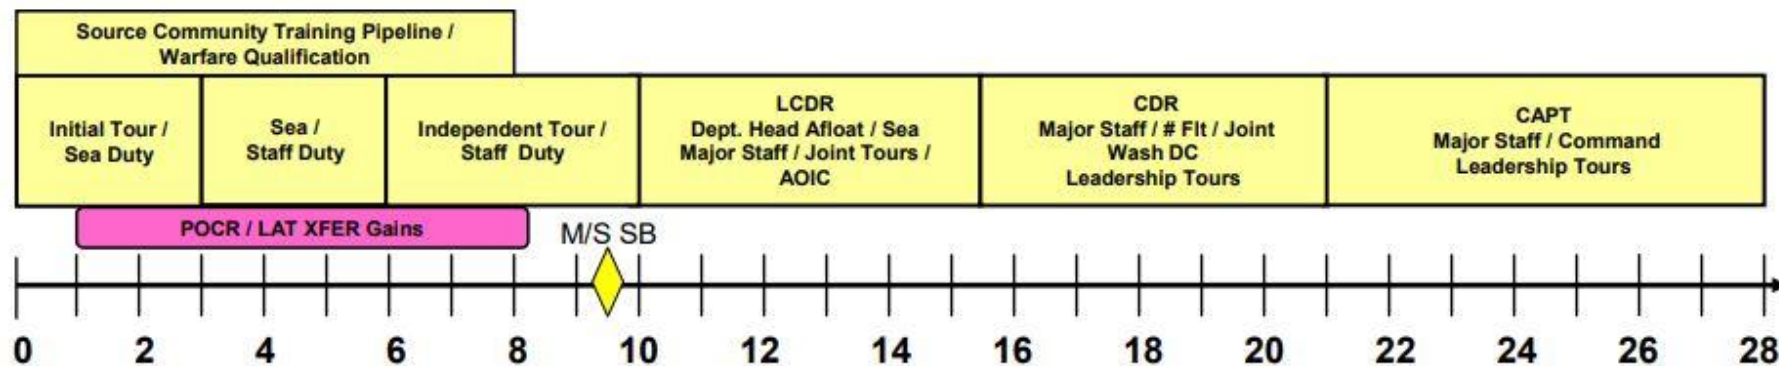 Source Community Training Pipeline /
Warfare Qualification
Initial Tour /
Sea Duty
Sea /
Staff Duty
Independent Tour /
Staff Duty
LCDR
Dept. Head Afloat / Sea
Major Staff / Joint Tours /
AOIC
CDR
Major Staff / # Flt / Joint
Wash DC
Leadership Tours
CAPT
Major Staff / Command
Leadership Tours
POCR / LAT XFER Gains
M/S SB
0 2 4 6 8 10 12 14 16 18 20 22 24 26 28